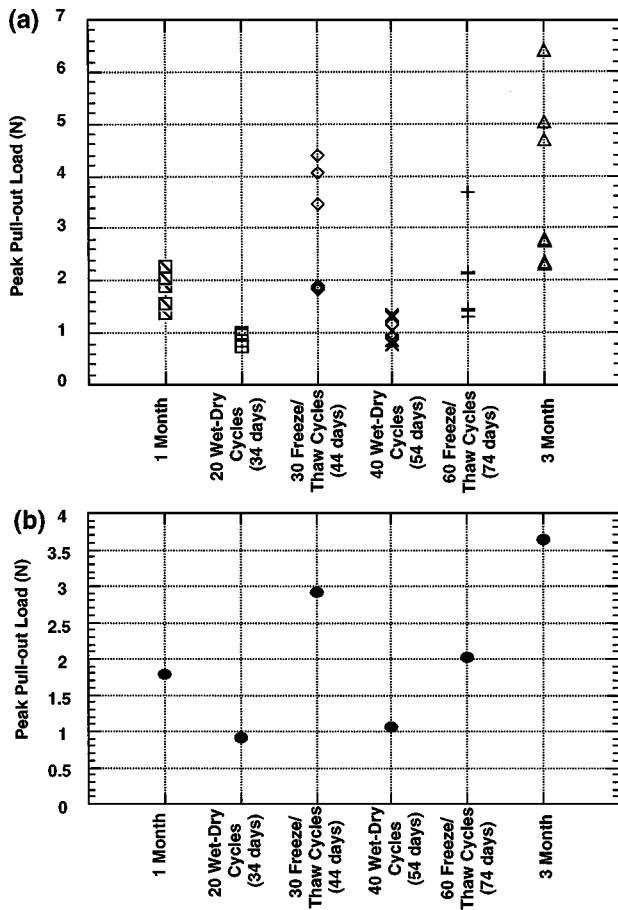 (a)
7
6
5
4
3
2
1
0
Peak Pull-out Load (N)
1 Month
20 Wet-Dry
Cycles
(34 days)
30 Freeze/
Thaw Cycles
(44 days)
40 Wet-Dry
Cycles
(54 days)
60 Freeze/
Thaw Cycles
(74 days)
3 Month
(b)
4
3.5
3
2.5
2
1.5
1
0.5
0
Peak Pull-out Load (N)
1 Month
20 Wet-Dry
Cycles
(34 days)
30 Freeze/
Thaw Cycles
(44 days)
40 Wet-Dry
Cycles
(54 days)
60 Freeze/
Thaw Cycles
(74 days)
3 Month